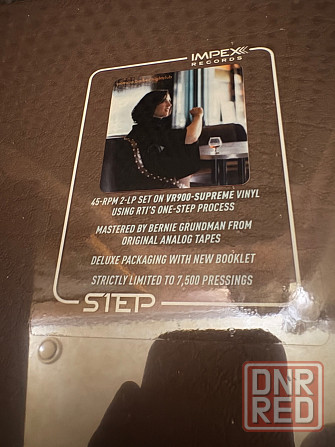 IMPEX
RECORDS
45-RPM 2-LP SET ON VR900-SUPREME VINYL
USING RTI'S ONE-STEP PROCESS
MASTERED BY BERNIE GRUNDMAN FROM
ORIGINAL ANALOG TAPES
DELUXE PACKAGING WITH NEW BOOKLET
STRICTLY LIMITED TO 7,500 PRESSINGS
S1EP
DNR
RED